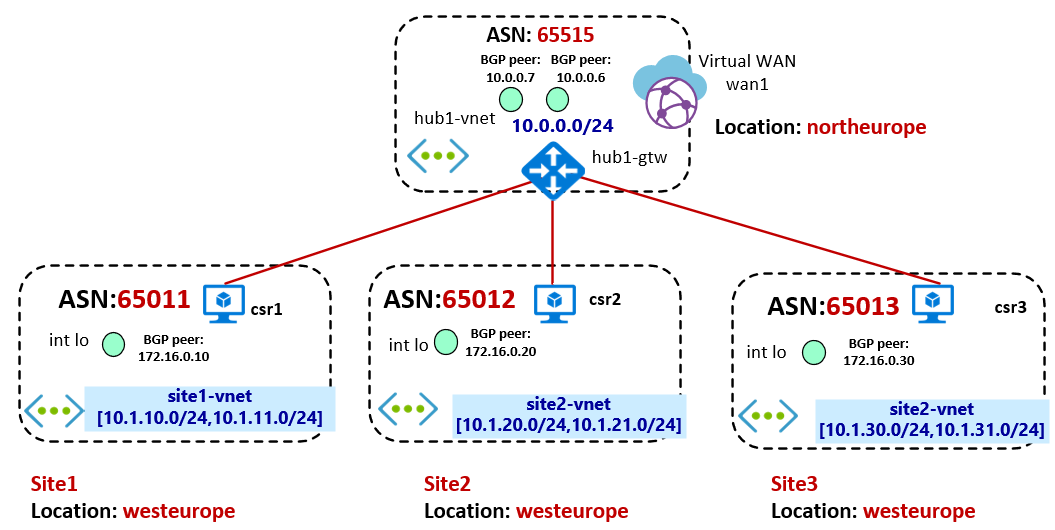 ASN: 65515
BGP peer:
10.0.0.7
BGP peer:
10.0.0.6
Virtual WAN
wan1
hub1-vnet
10.0.0.0/24
Location: northeurope
hub1-gtw
ASN:65011
csr1
int lo
BGP peer:
172.16.0.10
site1-vnet
[10.1.10.0/24,10.1.11.0/24]
ASN:65012
csr2
int lo
BGP peer:
172.16.0.20
site2-vnet
[10.1.20.0/24,10.1.21.0/24]
ASN:65013
csr3
int lo
BGP peer:
172.16.0.30
site2-vnet
[10.1.30.0/24,10.1.31.0/24]
Site1
Location: westeurope
Site2
Location: westeurope
Site3
Location: westeurope